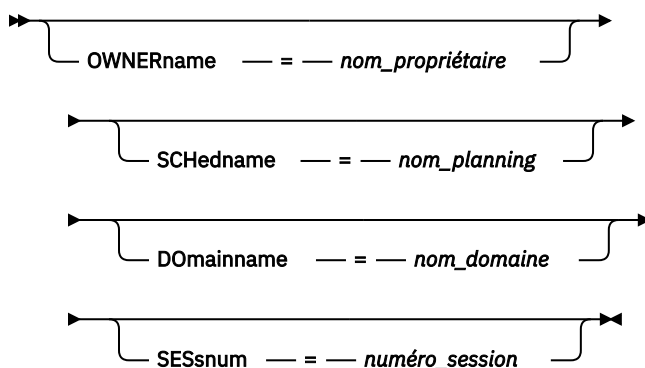 OWNERname = nom_propriétaire
SCHedname = nom_planning
DOmainname = nom_domaine
SESsnum = numéro_session